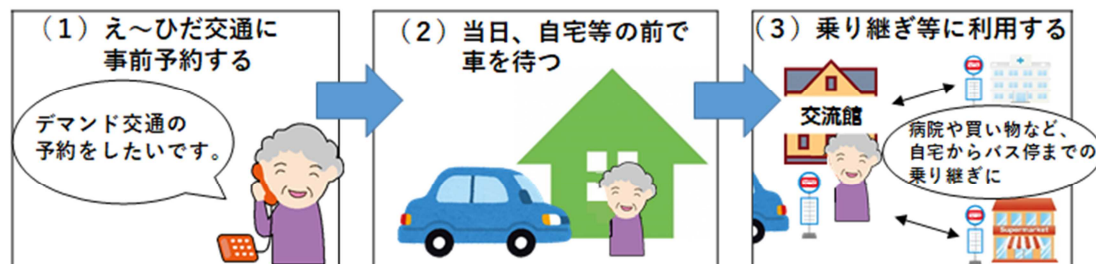 （1）え～ひだ交通に
事前予約する
デマンド交通の
予約をしたいです。
（2）当日、自宅等の前で
車を待つ
（3）乗り継ぎ等に利用する
交流館
病院や買い物など、
自宅からバス停までの
乗り継ぎに
Supermarket